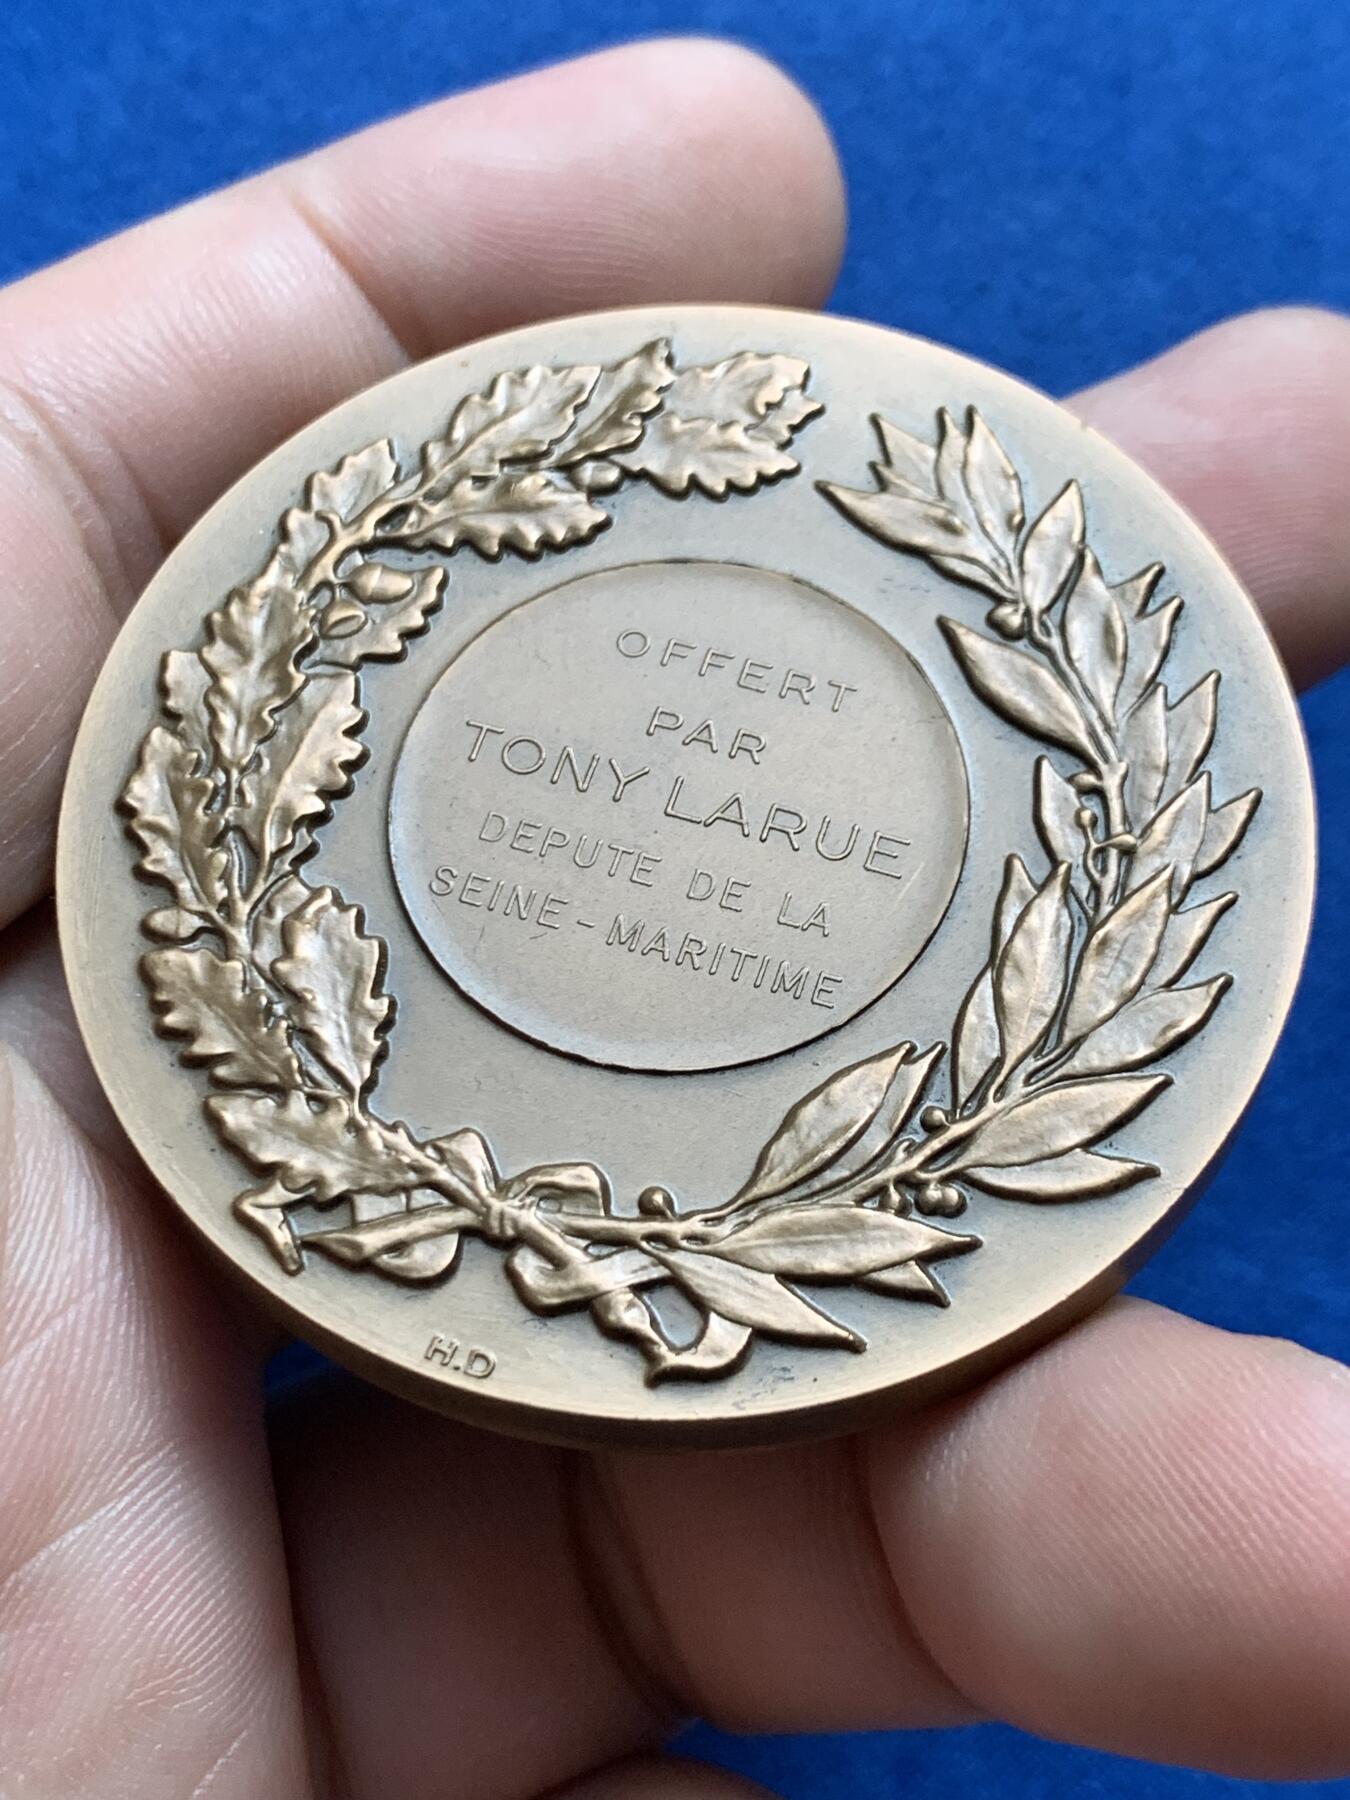 OFFERT
PAR
TONY LARUE
DEPUTE DE LA
SEINE-MARITIME
H.D